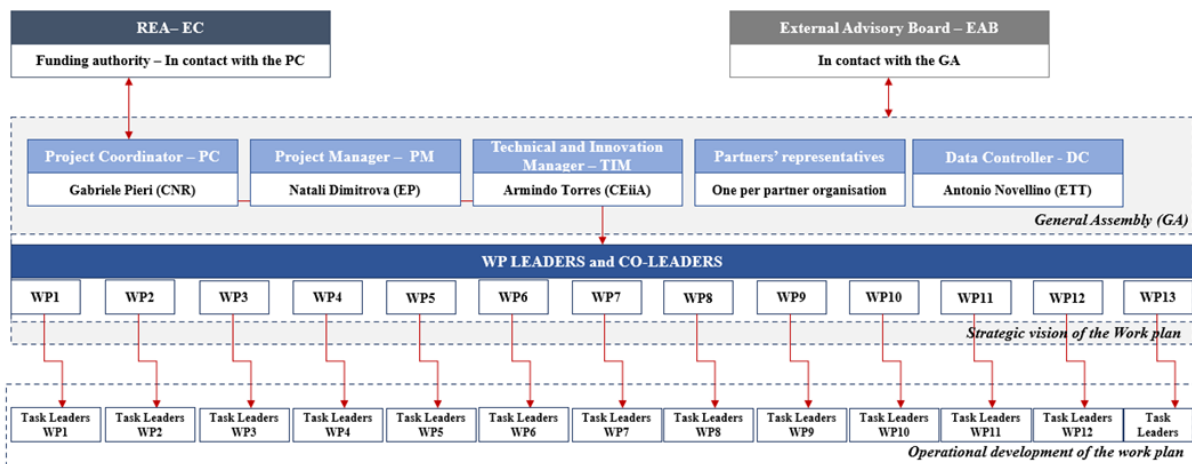 REA– EC
External Advisory Board – EAB
Funding authority – In contact with the PC
In contact with the GA
Project Coordinator – PC
Project Manager – PM
Technical and Innovation
Manager – TIM
Partners' representatives
Data Controller - DC
Gabriele Pieri (CNR)
Natali Dimitrova (EP)
Armindo Torres (CEiiA)
One per partner organisation
Antonio Novellino (ETT)
General Assembly (GA)
WP LEADERS and CO-LEADERS
WP1
WP2
WP3
WP4
WP5
WP6
WP7
WP8
WP9
WP10
WP11
WP12
WP13
Strategic vision of the Work plan
Task Leaders
WP1
Task Leaders
WP2
Task Leaders
WP3
Task Leaders
WP4
Task Leaders
WP5
Task Leaders
WP6
Task Leaders
WP7
Task Leaders
WP8
Task Leaders
WP9
Task Leaders
WP10
Task Leaders
WP11
Task Leaders
WP12
Task
Leaders
Operational development of the work plan